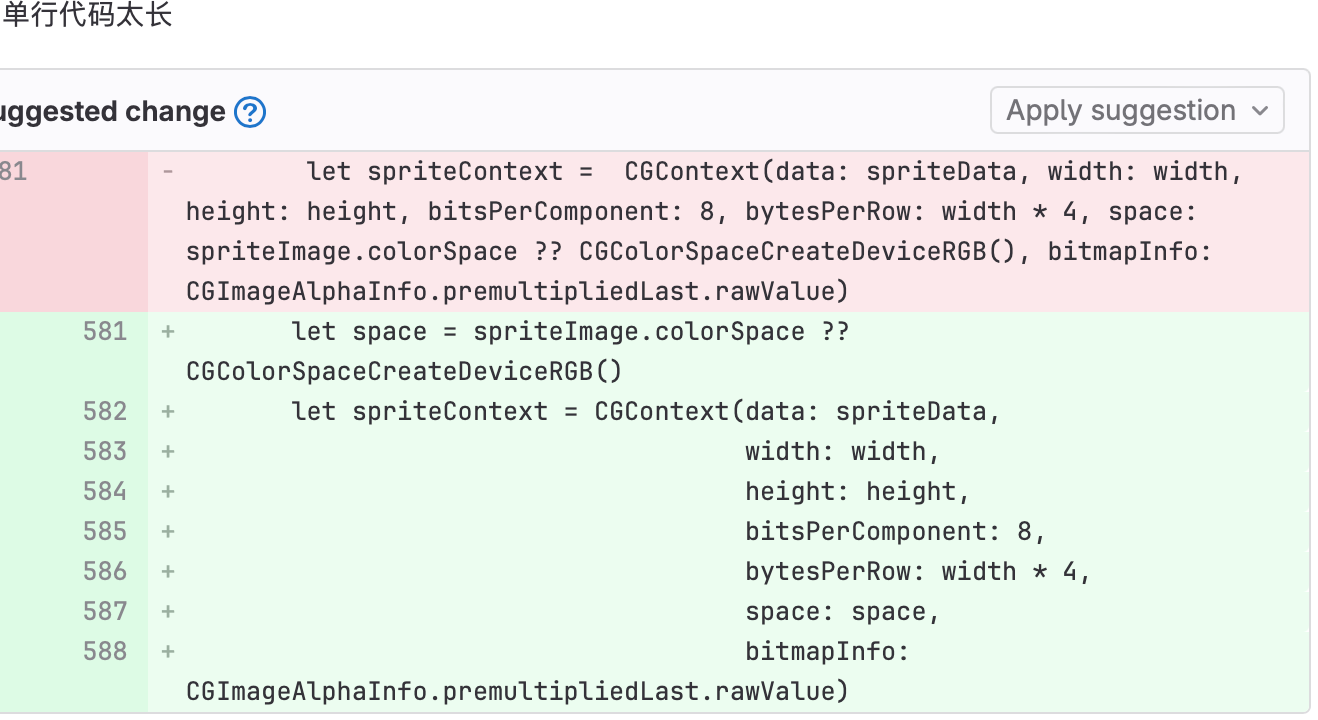 单行代码太长
uggested change ?
Apply suggestion
81 - let spriteContext =  CGContext(data: spriteData, width: width,
height: height, bitsPerComponent: 8, bytesPerRow: width * 4, space:
spriteImage.colorSpace ?? CGColorSpaceCreateDeviceRGB(), bitmapInfo:
CGImageAlphaInfo.premultipliedLast.rawValue)
581 + let space = spriteImage.colorSpace ??
CGColorSpaceCreateDeviceRGB()
582 + let spriteContext = CGContext(data: spriteData,
583 + width: width,
584 + height: height,
585 + bitsPerComponent: 8,
586 + bytesPerRow: width * 4,
587 + space: space,
588 + bitmapInfo:
CGImageAlphaInfo.premultipliedLast.rawValue)